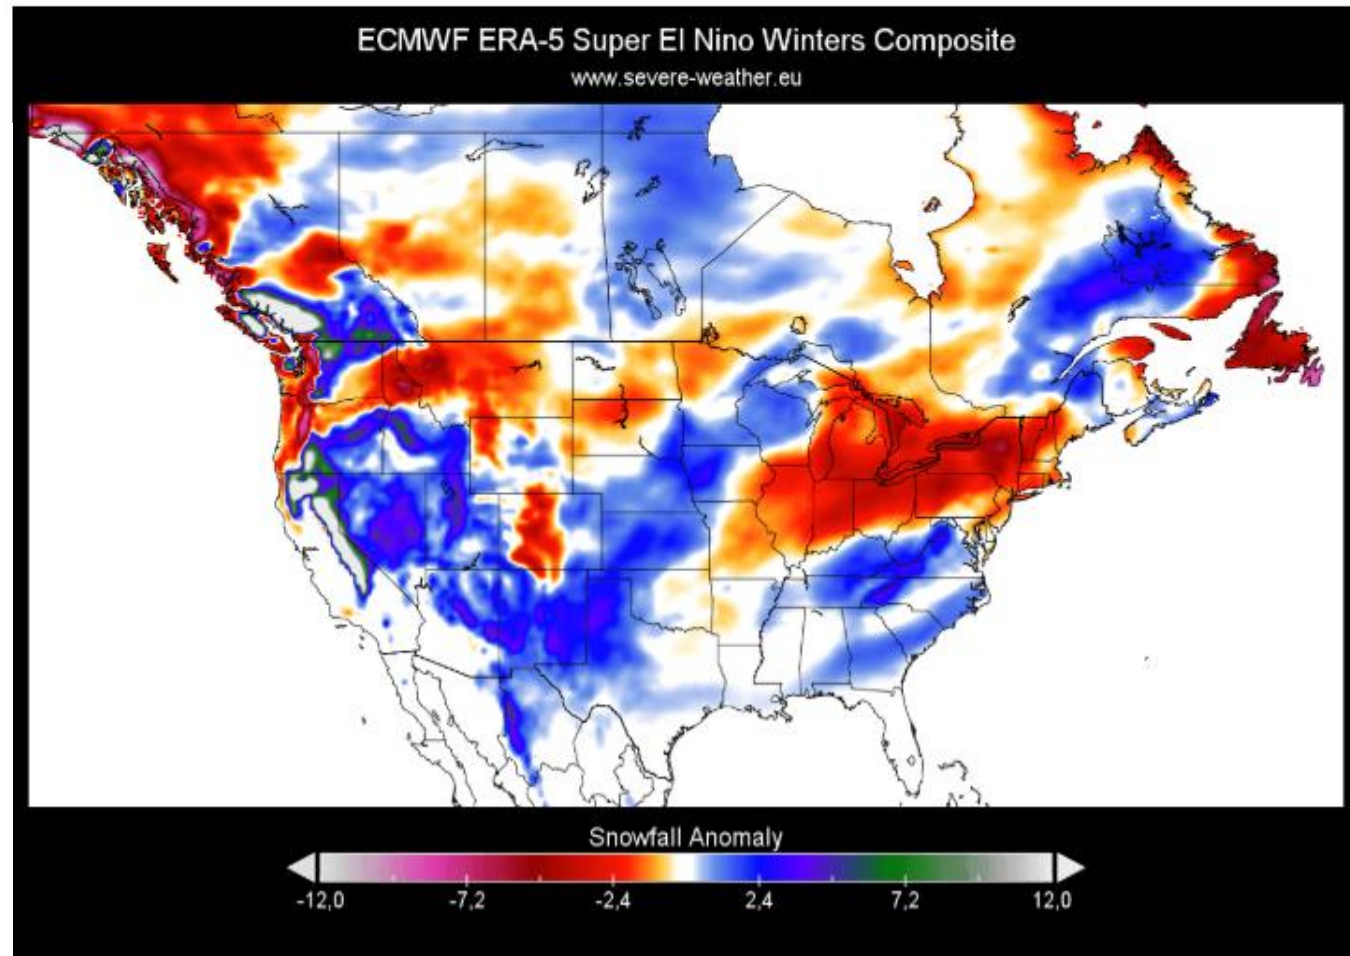 ECMWF ERA-5 Super El Nino Winters Composite
www.severe-weather.eu
Snowfall Anomaly
-12,0 -7,2 -2,4 2,4 7,2 12,0